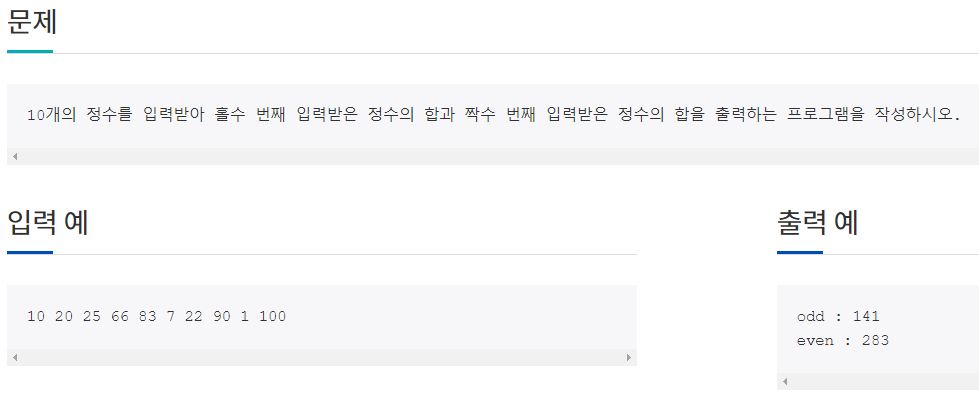 문제
10개의 정수를 입력받아 홀수 번째 입력받은 정수의 합과 짝수 번째 입력받은 정수의 합을 출력하는 프로그램을 작성하시오.
입력 예
10 20 25 66 83 7 22 90 1 100
출력 예
odd : 141
even : 283